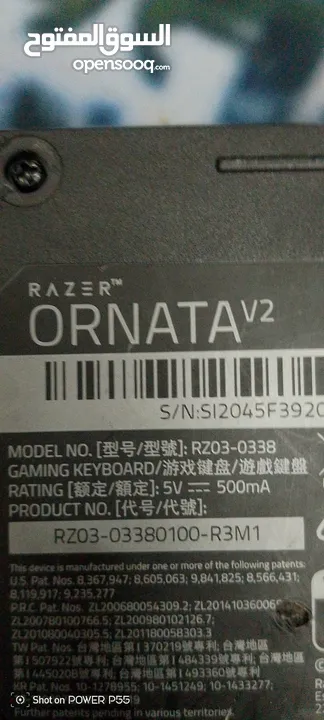 السوق المفتوح
opensooq.com
RAZER™
ORNATA V2
S/N:SI2045F3920
MODEL NO. [型号/型號]: RZ03-0338
GAMING KEYBOARD/游戏键盘/遊戲鍵盤
RATING [额定/額定]: 5V ⎓ 500mA
PRODUCT NO. [代号/代號]:
RZ03-03380100-R3M1
This device is manufactured under one or more of the following patents:
U.S. Pat. Nos. 8,367,947; 8,605,063; 9,841,825; 8,566,431;
8,119,917; 9,235,277
P.R.C. Pat. Nos. ZL200680054309.2; ZL20141036006
ZL200780100766.5; ZL200980102126.7;
ZL201080040305.5; ZL201180058303.3
TW Pat. Nos. 台灣地區第I 370219號專利; 台灣地區
第I 507922號專利; 台灣地區第I 484339號專利; 台灣地區
第I 445020號專利; 台灣地區第I 493360號專利
KR Pat Nos. 10-1278955; 10-1451249; 10-1433277;
Further patents pending in various territories.
Shot on POWER P55